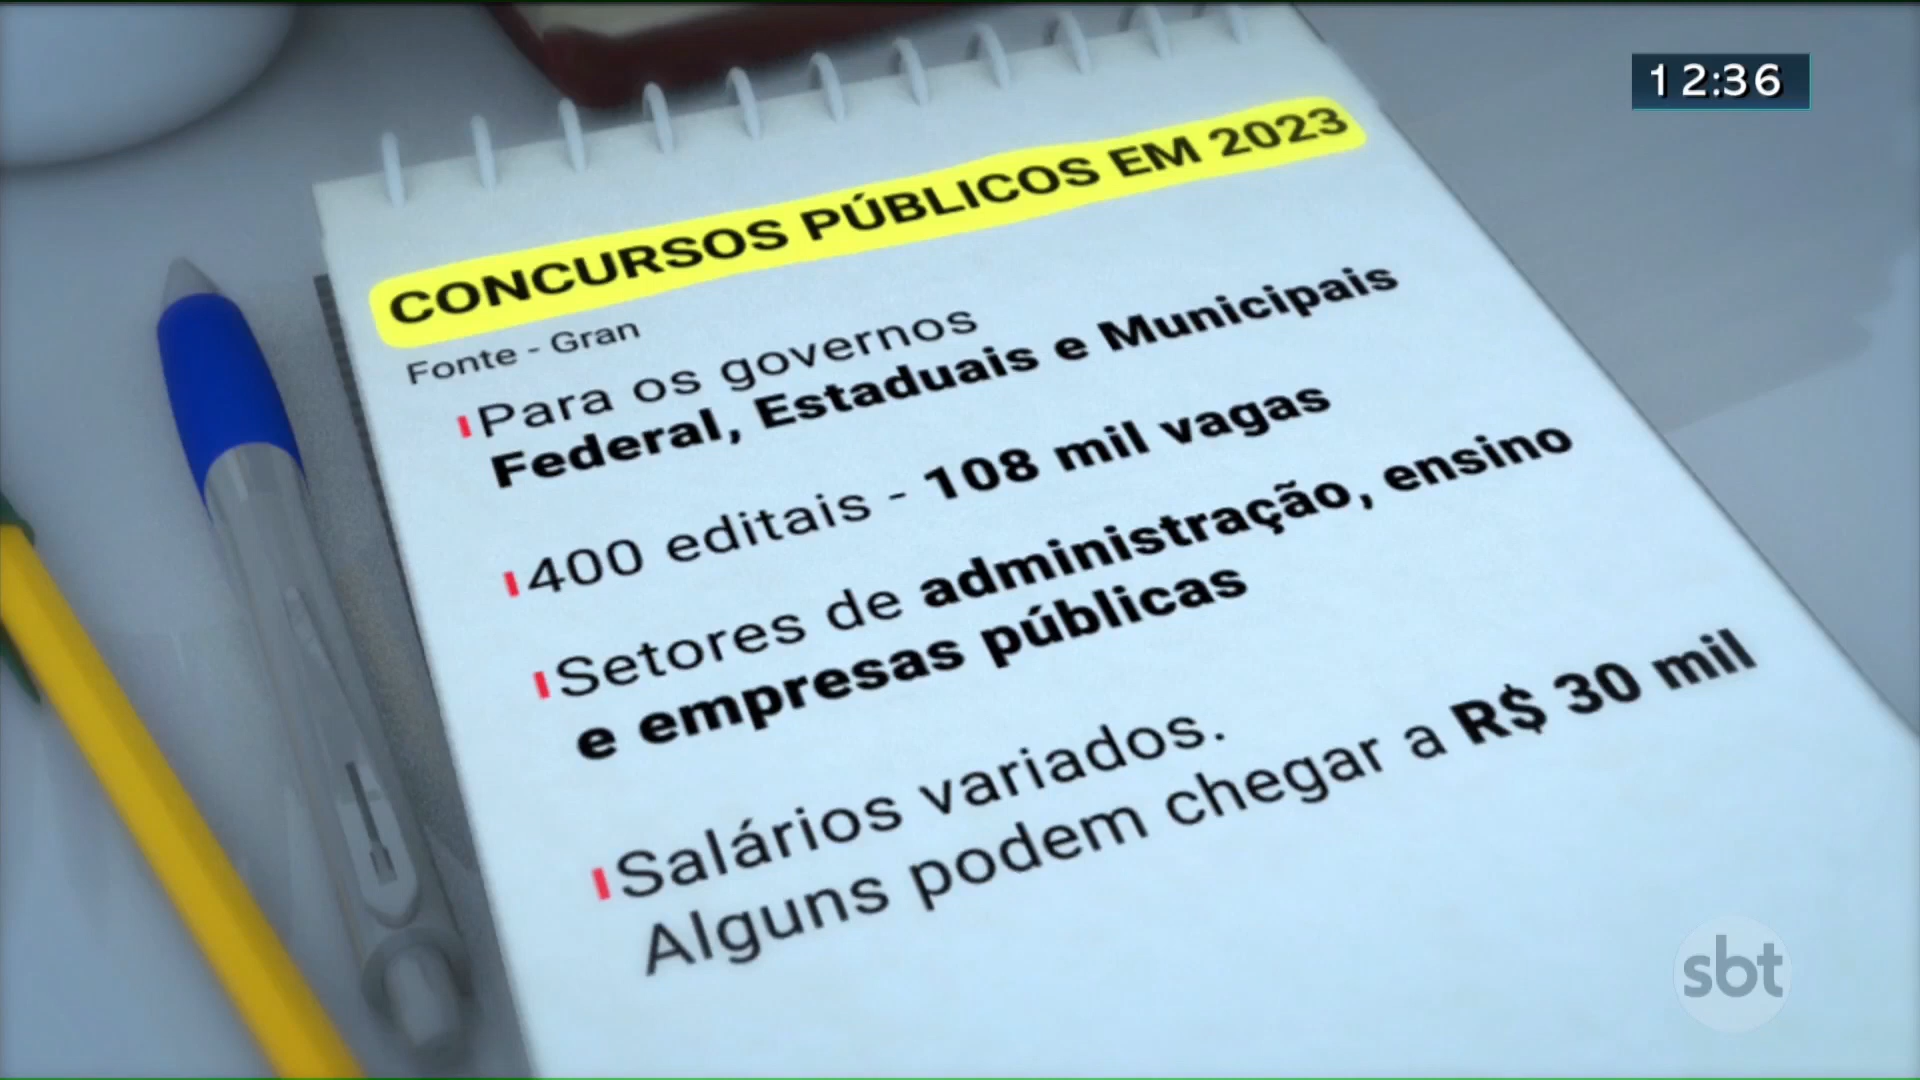 12:36
CONCURSOS PÚBLICOS EM 2023
Fonte - Gran
Para os governos
Federal, Estaduais e Municipais
400 editais - 108 mil vagas
Setores de administração, ensino
e empresas públicas
Salários variados.
Alguns podem chegar a R$ 30 mil
sbt